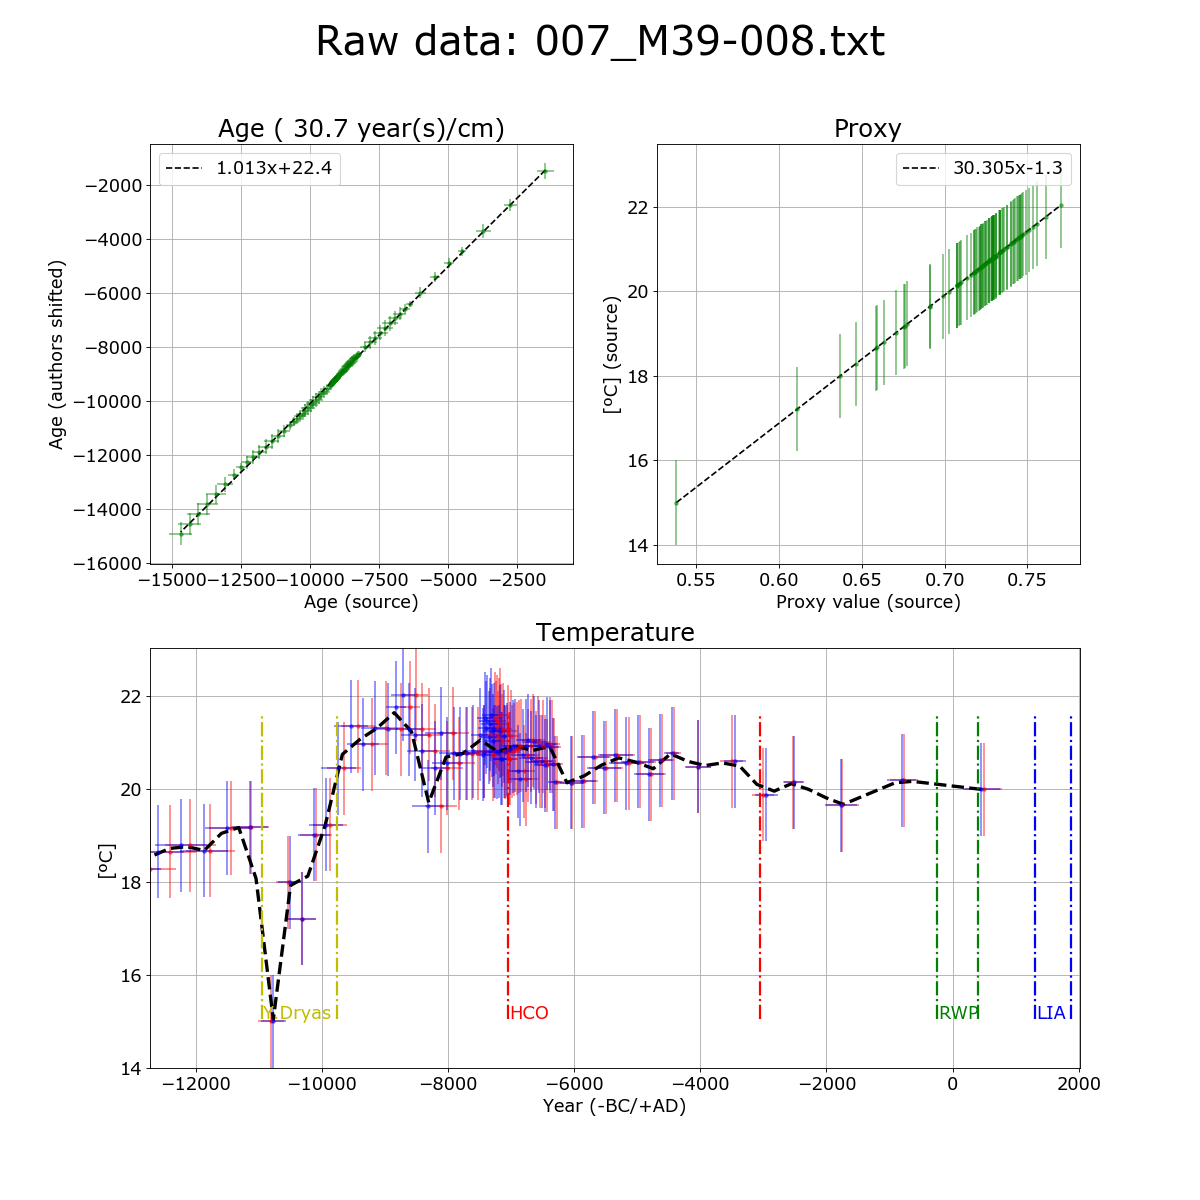 Raw data: 007_M39-008.txt
Age ( 30.7 year(s)/cm)
1.013x+22.4
−2000
−4000
−6000
−8000
−10000
−12000
−14000
−16000
Age (authors shifted)
−15000 −12500 −10000 −7500 −5000 −2500
Age (source)
Proxy
30.305x-1.3
22
20
18
16
14
[ºC] (source)
0.55 0.60 0.65 0.70 0.75
Proxy value (source)
Temperature
22
20
18
16
14
[ºC]
Y.Dryas HCO RWP LIA
−12000 −10000 −8000 −6000 −4000 −2000 0 2000
Year (-BC/+AD)